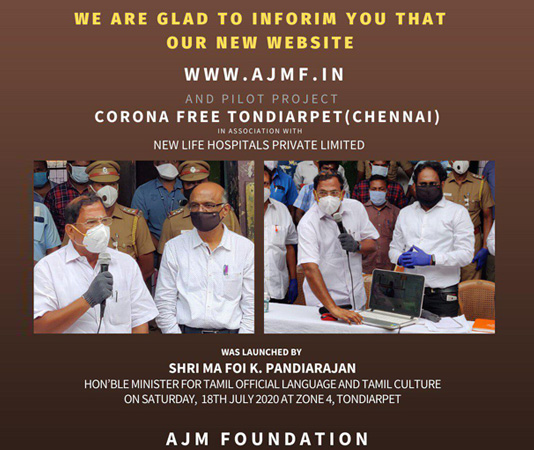 WE ARE GLAD TO INFORIM YOU THAT
OUR NEW WEBSITE
WWW.AJMF.IN
AND PILOT PROJECT
CORONA FREE TONDIARPET(CHENNAI)
IN ASSOCIATION WITH
NEW LIFE HOSPITALS PRIVATE LIMITED
WAS LAUNCHED BY
SHRI MA FOI K. PANDIARAJAN
HON'BLE MINISTER FOR TAMIL OFFICIAL LANGUAGE AND TAMIL CULTURE
ON SATURDAY, 18TH JULY 2020 AT ZONE 4, TONDIARPET
AJM FOUNDATION